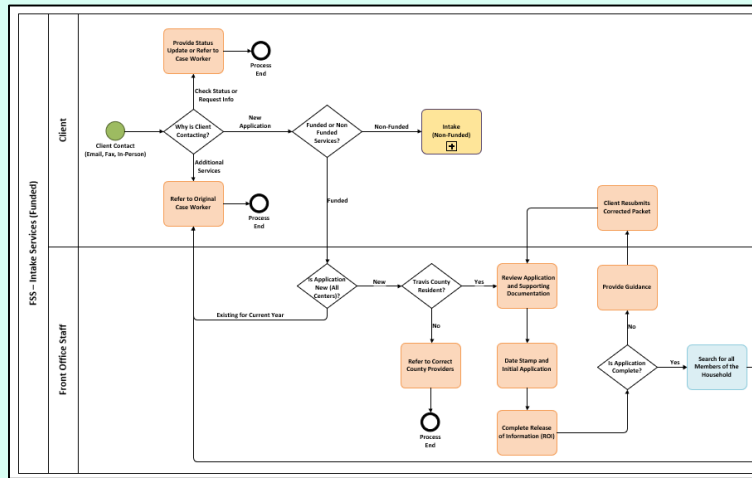 FSS – Intake Services (Funded)
Client
Provide Status
Update or Refer to
Case Worker
Process
End
Check Status or
Request Info
Client Contact
(Email, Fax, In-Person)
Why Is Client
Contacting?
New
Application
Funded or Non
Funded
Services?
Non-Funded
Intake
(Non-Funded)
Additional
Services
Refer to Original
Case Worker
Process
End
Funded
Client Resubmits
Corrected Packet
Front Office Staff
Is Application
New (All
Centers)?
New
Existing for Current Year
Travis County
Resident?
Yes
No
Refer to Correct
County Providers
Process
End
Review Application
and Supporting
Documentation
Date Stamp and
Initial Application
Complete Release
of Information (ROI)
Provide Guidance
No
Is Application
Complete?
Yes
Search for all
Members of the
Household